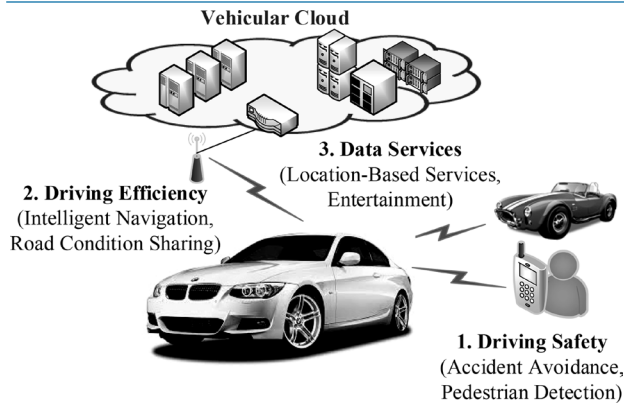 Vehicular Cloud
3. Data Services
(Location-Based Services,
Entertainment)
2. Driving Efficiency
(Intelligent Navigation,
Road Condition Sharing)
1. Driving Safety
(Accident Avoidance,
Pedestrian Detection)